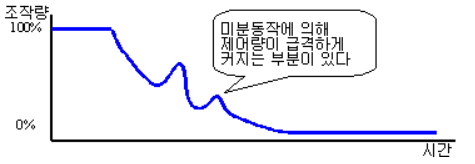 조작량
100%
미분동작에 의해
제어량이 급격하게
커지는 부분이 있다
0%
시간